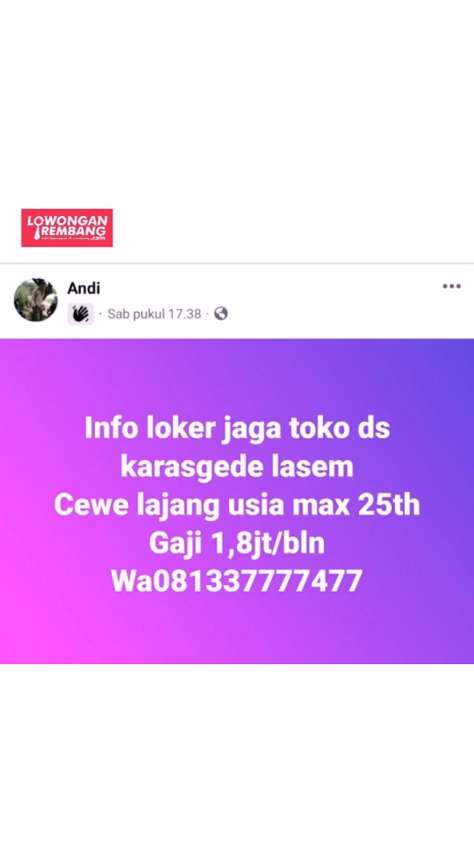 LOWONGAN
REMBANG
.com
Andi
· Sab pukul 17.38 ·
Info loker jaga toko ds
karasgede lasem
Cewe lajang usia max 25th
Gaji 1,8jt/bln
Wa081337777477